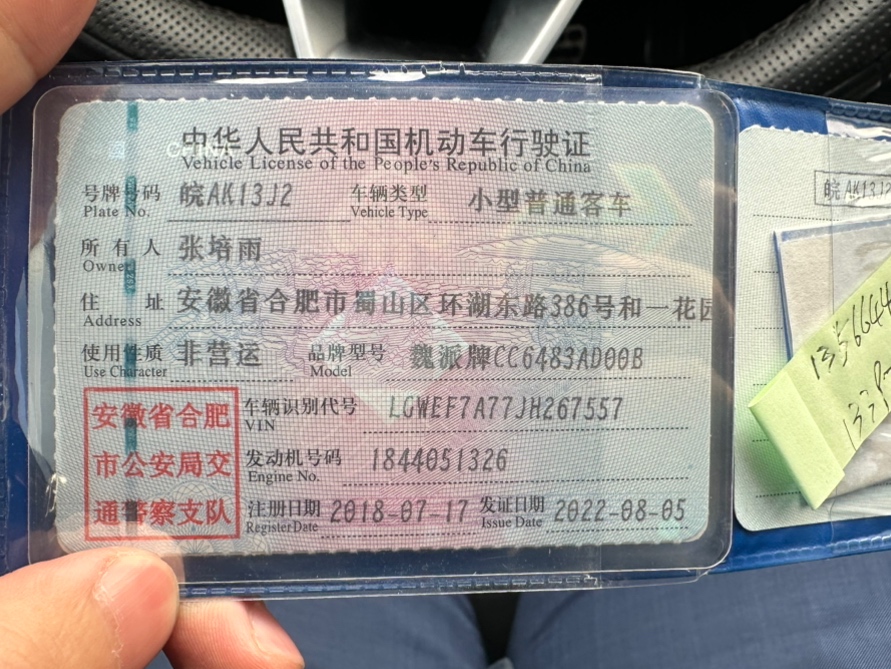 中华人民共和国机动车行驶证
Vehicle License of the People's Republic of China
号牌号码 皖AK13J2 车辆类型 小型普通客车
Plate No. Vehicle Type
所有人 张培雨
Owner
住址 安徽省合肥市蜀山区环湖东路386号和一花园
Address
使用性质 非营运 品牌型号 魏派牌CC6483AD00B
Use Character Model
安徽省合肥
市公安局交
通警察支队
车辆识别代号 LGWEF7A77JH267557
VIN
发动机号码 1844051326
Engine No.
注册日期 2018-07-17 发证日期 2022-08-05
Register Date Issue Date
皖AK13J2